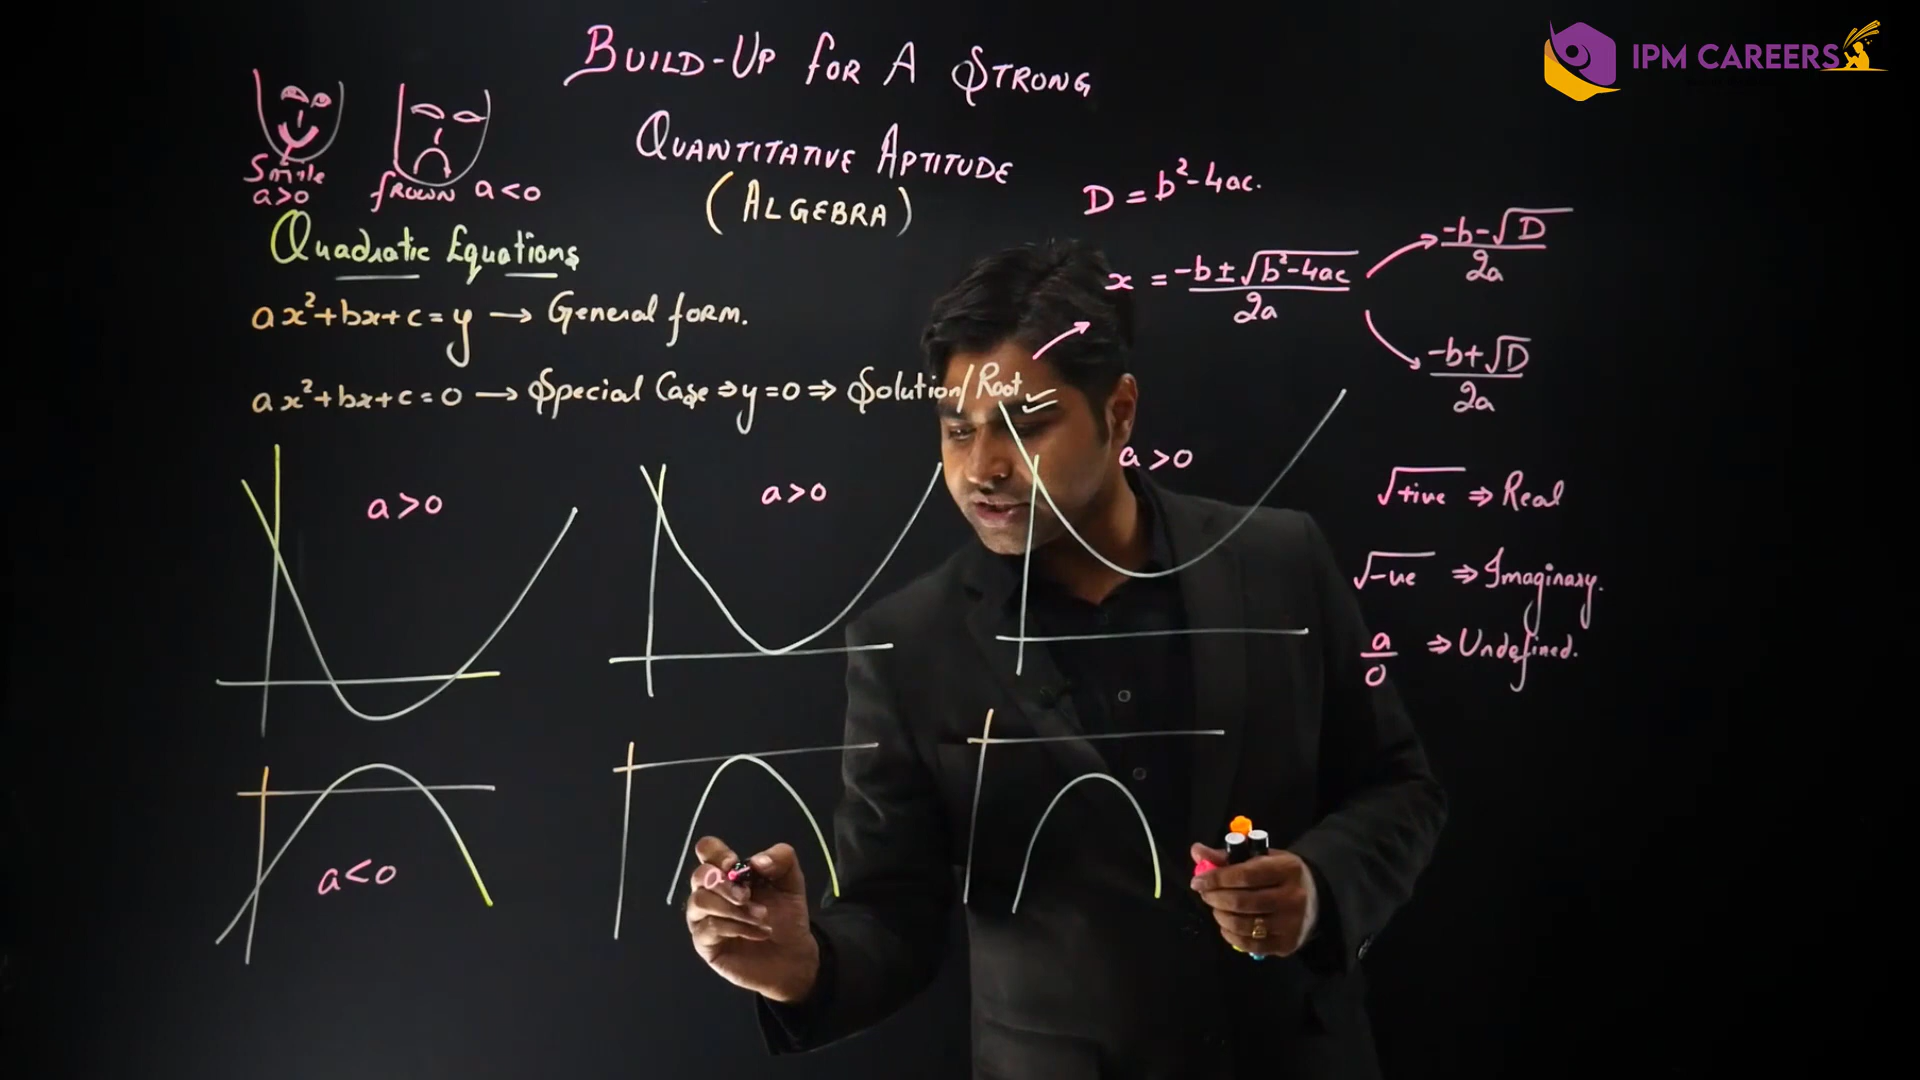 BUILD-UP FOR A STRONG
QUANTITATIVE APTITUDE
(ALGEBRA)
IPM CAREERS
Smile
a>0
FROWN a<0
Quadratic Equations
ax²+bx+c=y → General form.
ax²+bx+c=0 → Special Case ⇒ y=0 ⇒ Solution/Root
D = b²-4ac.
x = -b±√b²-4ac / 2a
-b-√D / 2a
-b+√D / 2a
a>0
a>0
a>0
√+ive ⇒ Real
√-ve ⇒ Imaginary.
a/0 ⇒ Undefined.
a<0
a